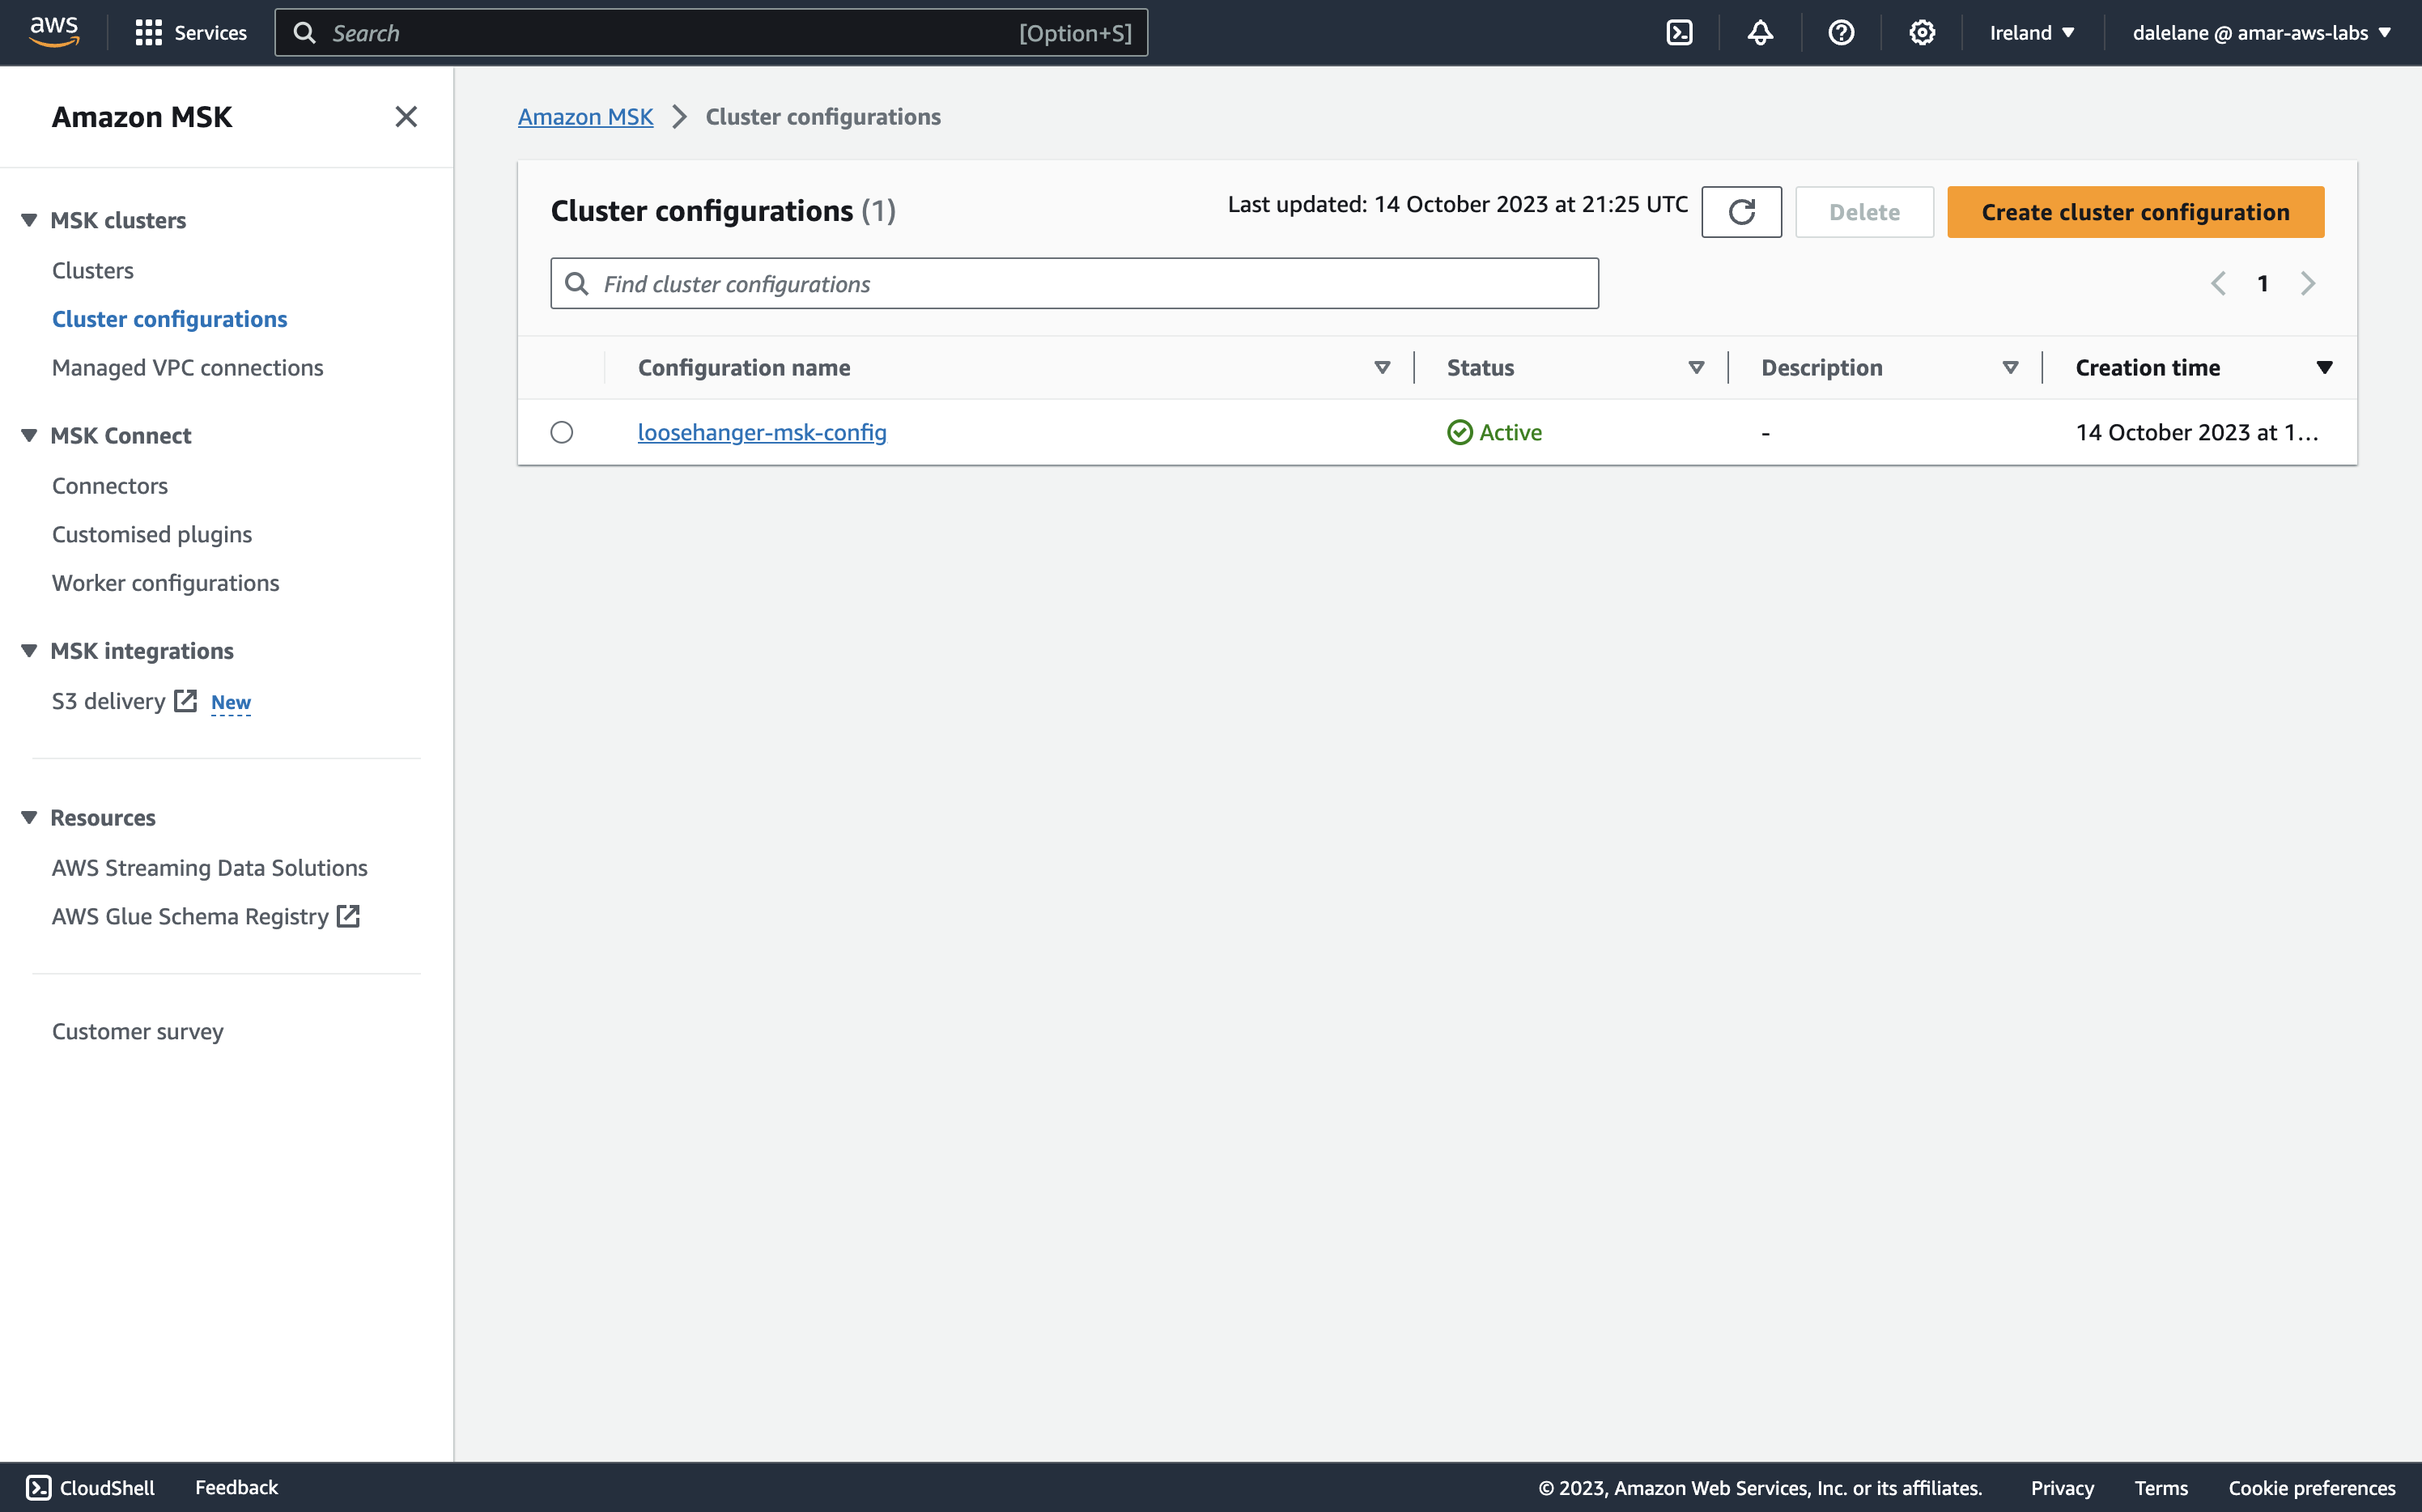 aws
Services
Search
[Option+S]
Ireland
dalelane @ amar-aws-labs
Amazon MSK
MSK clusters
Clusters
Cluster configurations
Managed VPC connections
MSK Connect
Connectors
Customised plugins
Worker configurations
MSK integrations
S3 delivery New
Resources
AWS Streaming Data Solutions
AWS Glue Schema Registry
Customer survey
Amazon MSK > Cluster configurations
Cluster configurations (1)
Last updated: 14 October 2023 at 21:25 UTC
Delete
Create cluster configuration
Find cluster configurations
1
Configuration name Status Description Creation time
loosehanger-msk-config Active - 14 October 2023 at 1...
CloudShell Feedback © 2023, Amazon Web Services, Inc. or its affiliates. Privacy Terms Cookie preferences